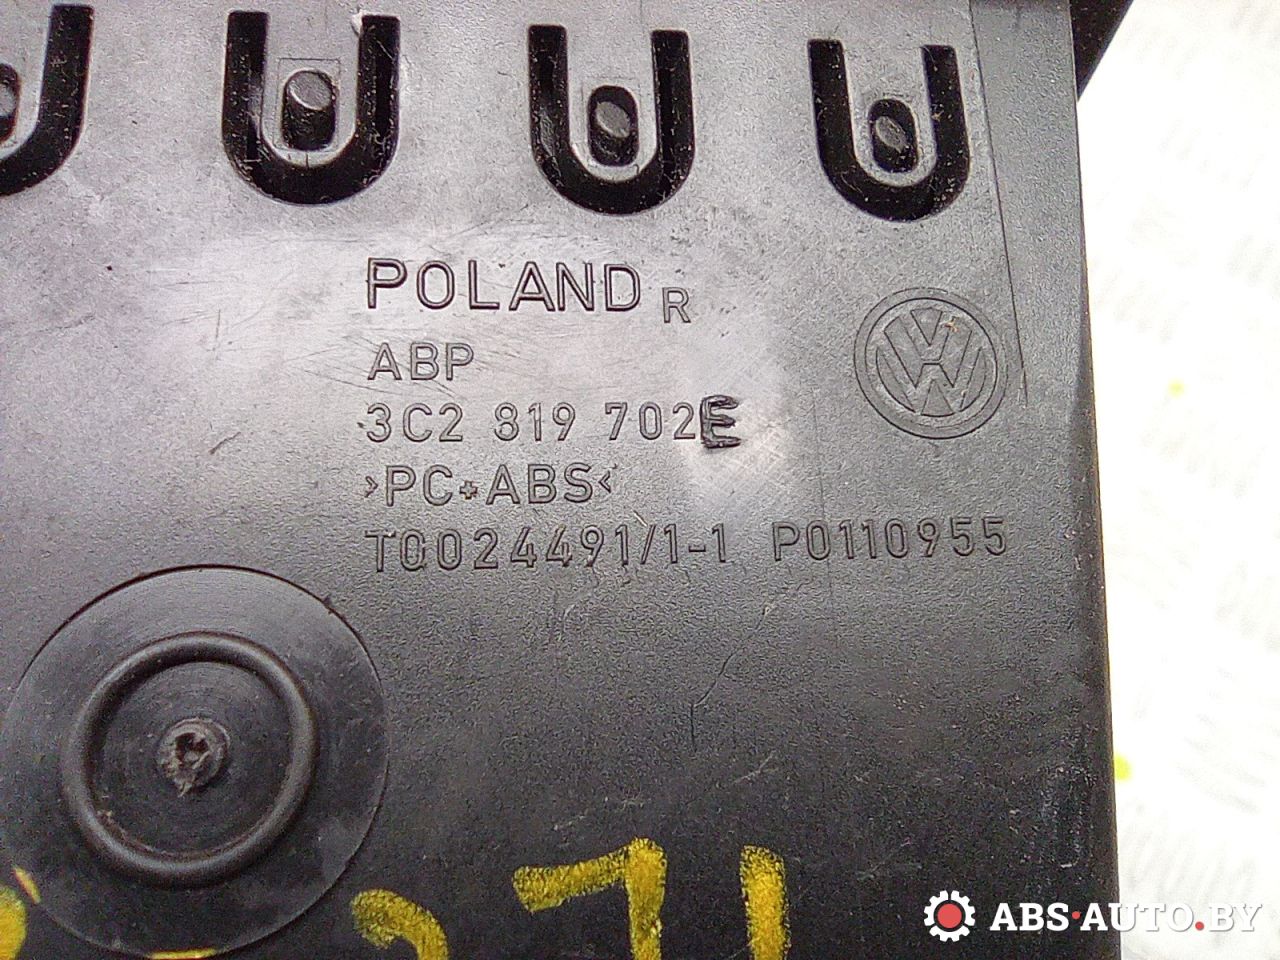 POLAND R
ABP
3C2 819 702E
>PC+ABS<
T0024491/1-1 P0110955
ABS-AUTO.BY